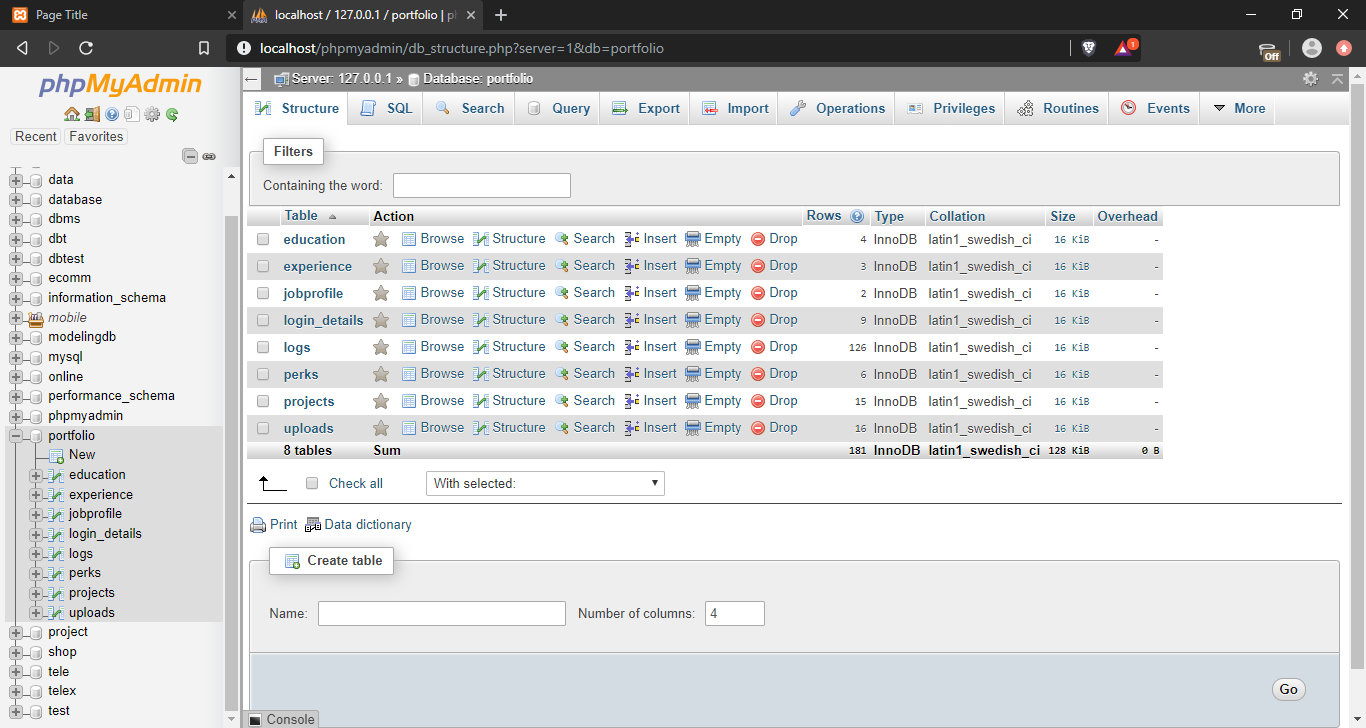 Page Title
localhost / 127.0.0.1 / portfolio | ph
localhost/phpmyadmin/db_structure.php?server=1&db=portfolio
1
Off
phpMyAdmin
Recent Favorites
data
database
dbms
dbt
dbtest
ecomm
information_schema
mobile
modelingdb
mysql
online
performance_schema
phpmyadmin
portfolio
New
education
experience
jobprofile
login_details
logs
perks
projects
uploads
project
shop
tele
telex
test
Server: 127.0.0.1 » Database: portfolio
Structure SQL Search Query Export Import Operations Privileges Routines Events More
Filters
Containing the word:
Table Action Rows Type Collation Size Overhead
education Browse Structure Search Insert Empty Drop 4 InnoDB latin1_swedish_ci 16 KiB -
experience Browse Structure Search Insert Empty Drop 3 InnoDB latin1_swedish_ci 16 KiB -
jobprofile Browse Structure Search Insert Empty Drop 2 InnoDB latin1_swedish_ci 16 KiB -
login_details Browse Structure Search Insert Empty Drop 9 InnoDB latin1_swedish_ci 16 KiB -
logs Browse Structure Search Insert Empty Drop 126 InnoDB latin1_swedish_ci 16 KiB -
perks Browse Structure Search Insert Empty Drop 6 InnoDB latin1_swedish_ci 16 KiB -
projects Browse Structure Search Insert Empty Drop 15 InnoDB latin1_swedish_ci 16 KiB -
uploads Browse Structure Search Insert Empty Drop 16 InnoDB latin1_swedish_ci 16 KiB -
8 tables Sum 181 InnoDB latin1_swedish_ci 128 KiB 0 B
Check all With selected:
Print Data dictionary
Create table
Name: Number of columns: 4
Go
Console